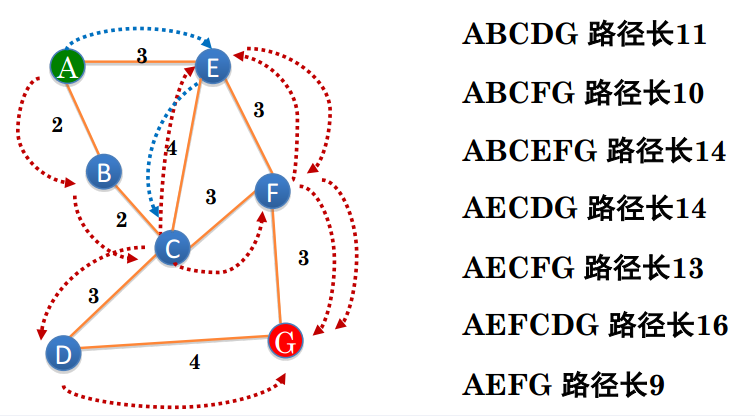 A
3
E
ABCDG 路径长11
2
4
3
ABCFG 路径长10
B
ABCEFG 路径长14
2
3
F
AECDG 路径长14
C
3
AECFG 路径长13
3
D
4
G
AEFCDG 路径长16
AEFG 路径长9